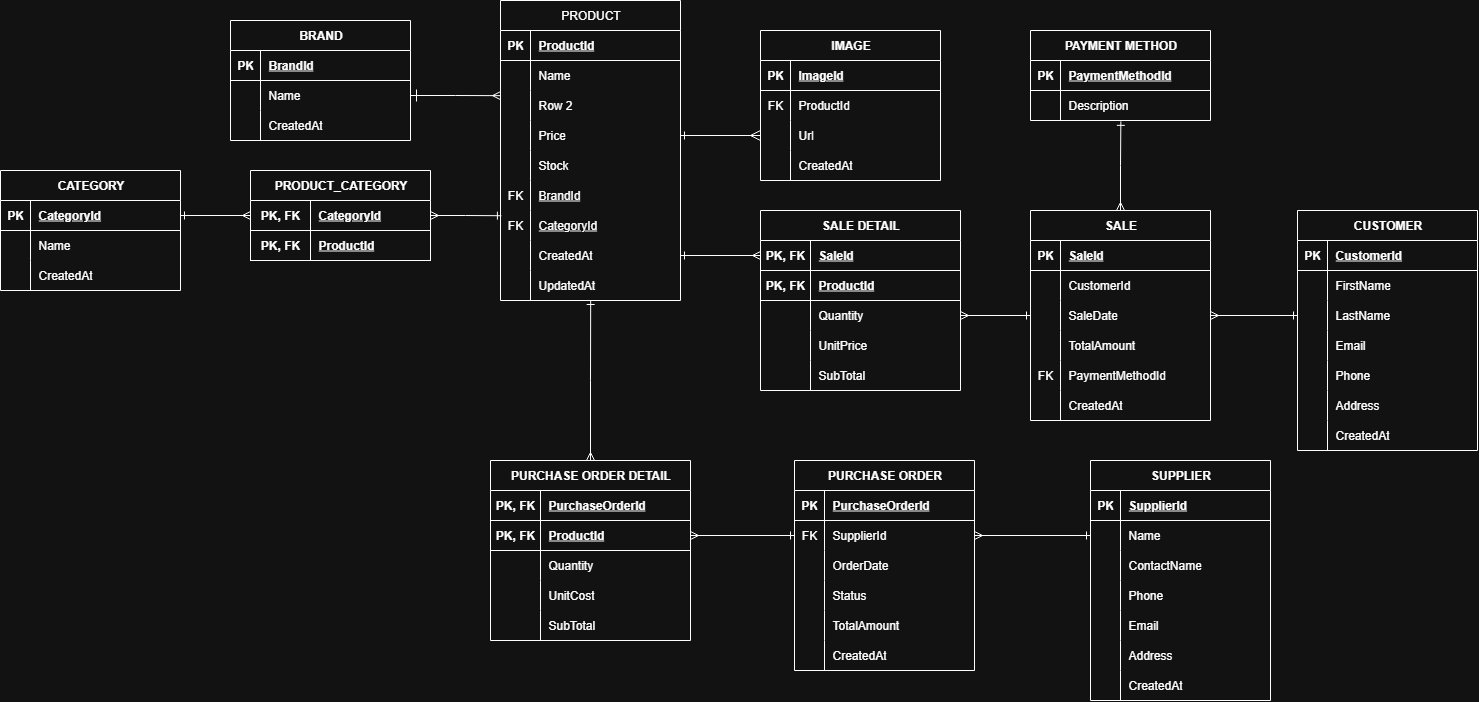 PRODUCT
PK ProductId
Name
Row 2
Price
Stock
FK BrandId
FK CategoryId
CreatedAt
UpdatedAt
BRAND
PK BrandId
Name
CreatedAt
IMAGE
PK ImageId
FK ProductId
Url
CreatedAt
PAYMENT METHOD
PK PaymentMethodId
Description
CATEGORY
PK CategoryId
Name
CreatedAt
PRODUCT_CATEGORY
PK, FK CategoryId
PK, FK ProductId
SALE DETAIL
PK, FK SaleId
PK, FK ProductId
Quantity
UnitPrice
SubTotal
SALE
PK SaleId
CustomerId
SaleDate
TotalAmount
FK PaymentMethodId
CreatedAt
CUSTOMER
PK CustomerId
FirstName
LastName
Email
Phone
Address
CreatedAt
PURCHASE ORDER DETAIL
PK, FK PurchaseOrderId
PK, FK ProductId
Quantity
UnitCost
SubTotal
PURCHASE ORDER
PK PurchaseOrderId
FK SupplierId
OrderDate
Status
TotalAmount
CreatedAt
SUPPLIER
PK SupplierId
Name
ContactName
Phone
Email
Address
CreatedAt